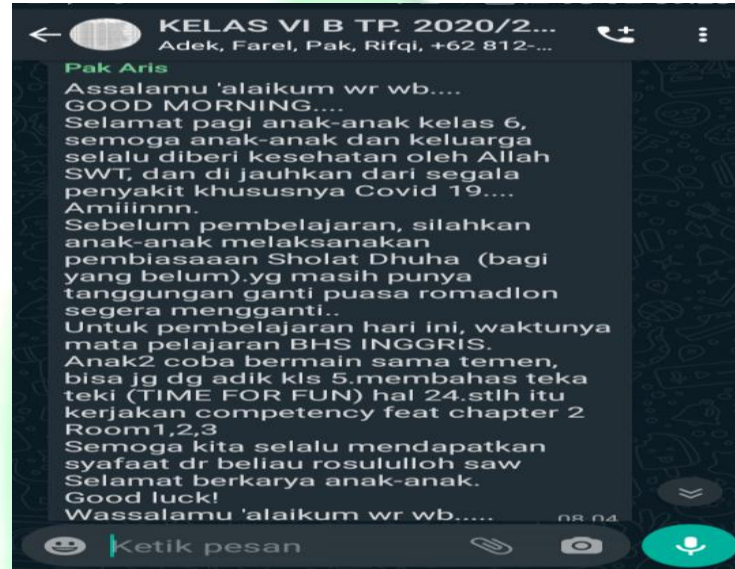 KELAS VI B TP. 2020/2...
Adek, Farel, Pak, Rifqi, +62 812-...
Pak Aris
Assalamu 'alaikum wr wb....
GOOD MORNING....
Selamat pagi anak-anak kelas 6,
semoga anak-anak dan keluarga
selalu diberi kesehatan oleh Allah
SWT, dan di jauhkan dari segala
penyakit khususnya Covid 19....
Amiiinnn.
Sebelum pembelajaran, silahkan
anak-anak melaksanakan
pembiasaaan Sholat Dhuha (bagi
yang belum).yg masih punya
tanggungan ganti puasa romadlon
segera mengganti..
Untuk pembelajaran hari ini, waktunya
mata pelajaran BHS INGGRIS.
Anak2 coba bermain sama temen,
bisa jg dg adik kls 5.membahas teka
teki (TIME FOR FUN) hal 24.stlh itu
kerjakan competency feat chapter 2
Room1,2,3
Semoga kita selalu mendapatkan
syafaat dr beliau rosululloh saw
Selamat berkarya anak-anak.
Good luck!
Wassalamu 'alaikum wr wb.....
08.04
Ketik pesan